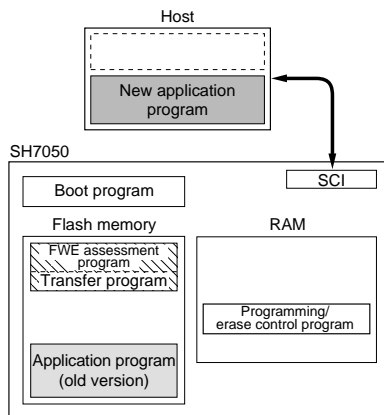 Host
New application
program
SH7050
SCI
Boot program
Flash memory
RAM
FWE assessment
program
Transfer program
Programming/
erase control program
Application program
(old version)